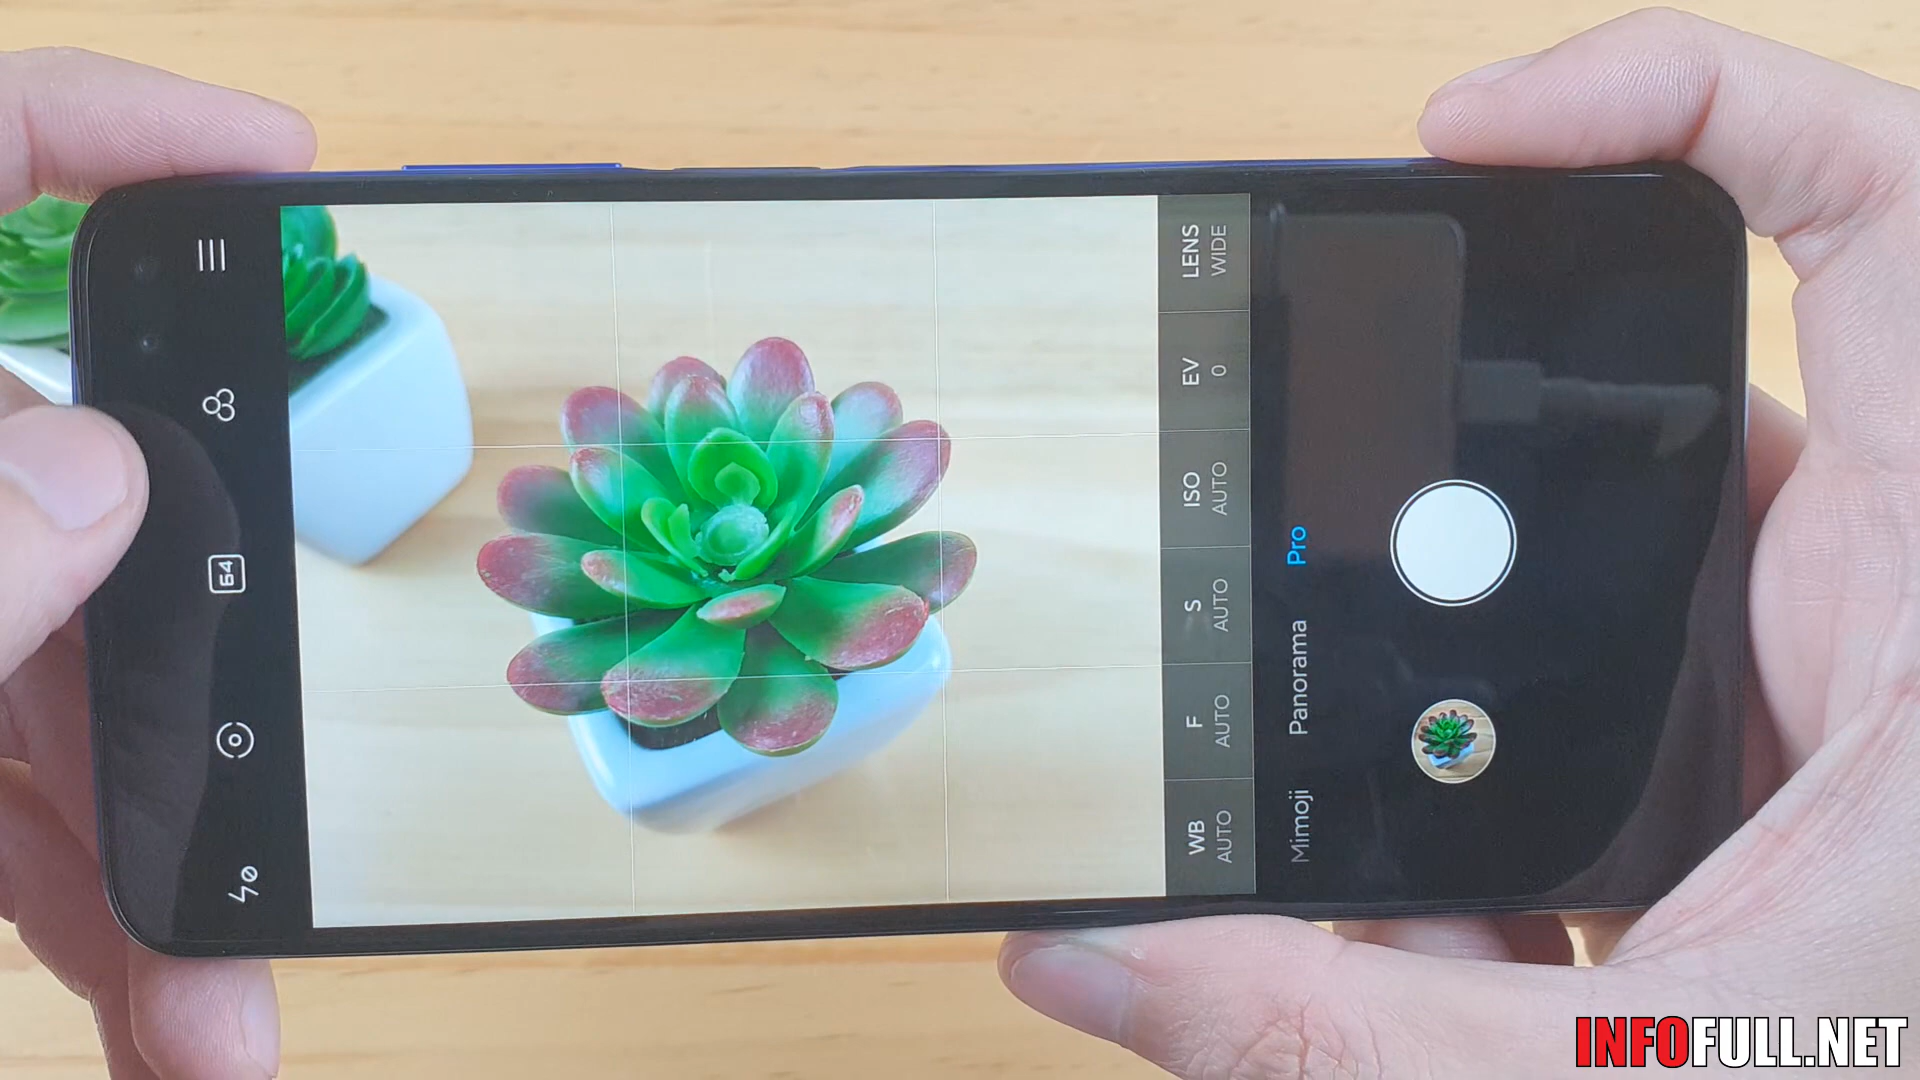 64
LENS
WIDE
EV
0
ISO
AUTO
S
AUTO
F
AUTO
WB
AUTO
Mimoji Panorama Pro
INFOFULL.NET